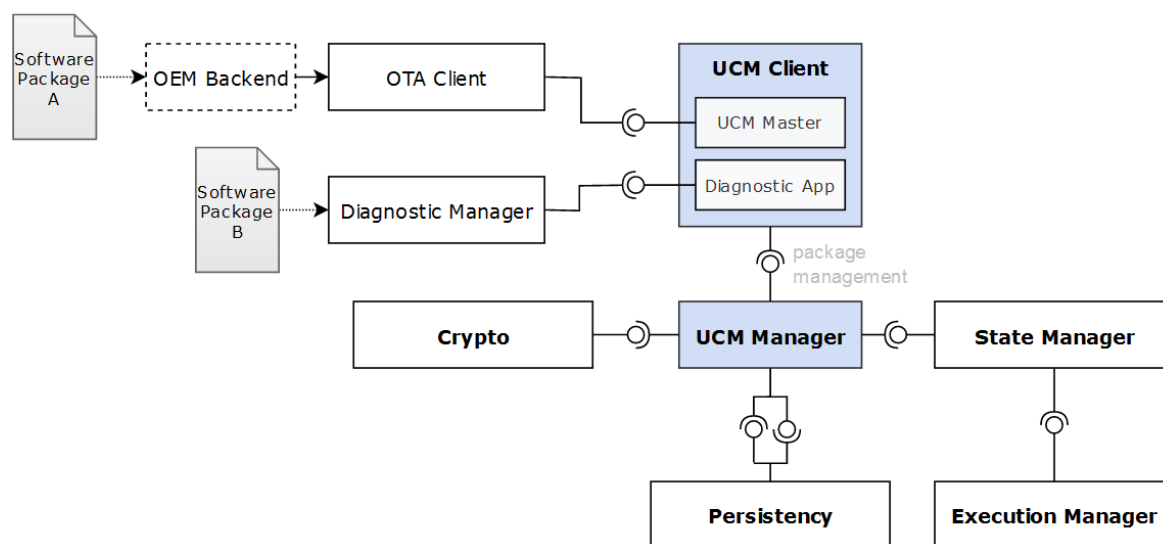 Software
Package
A
OEM Backend
OTA Client
UCM Client
UCM Master
Software
Package
B
Diagnostic Manager
Diagnostic App
package
management
Crypto
UCM Manager
State Manager
Persistency
Execution Manager